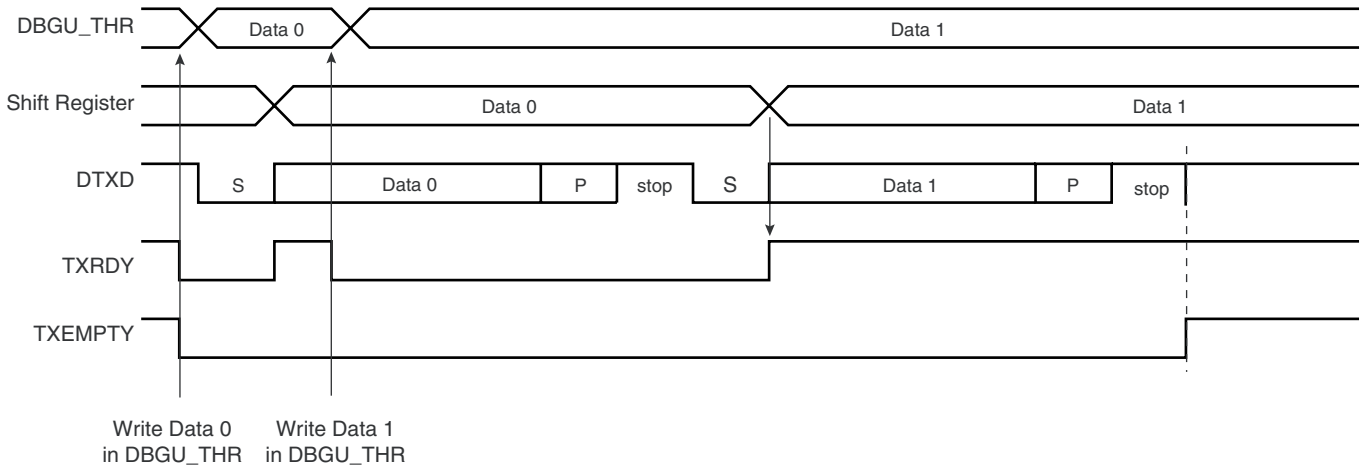 DBGU_THR
Data 0
Data 1
Shift Register
Data 0
Data 1
DTXD
S
Data 0
P
stop
S
Data 1
P
stop
TXRDY
TXEMPTY
Write Data 0
in DBGU_THR
Write Data 1
in DBGU_THR